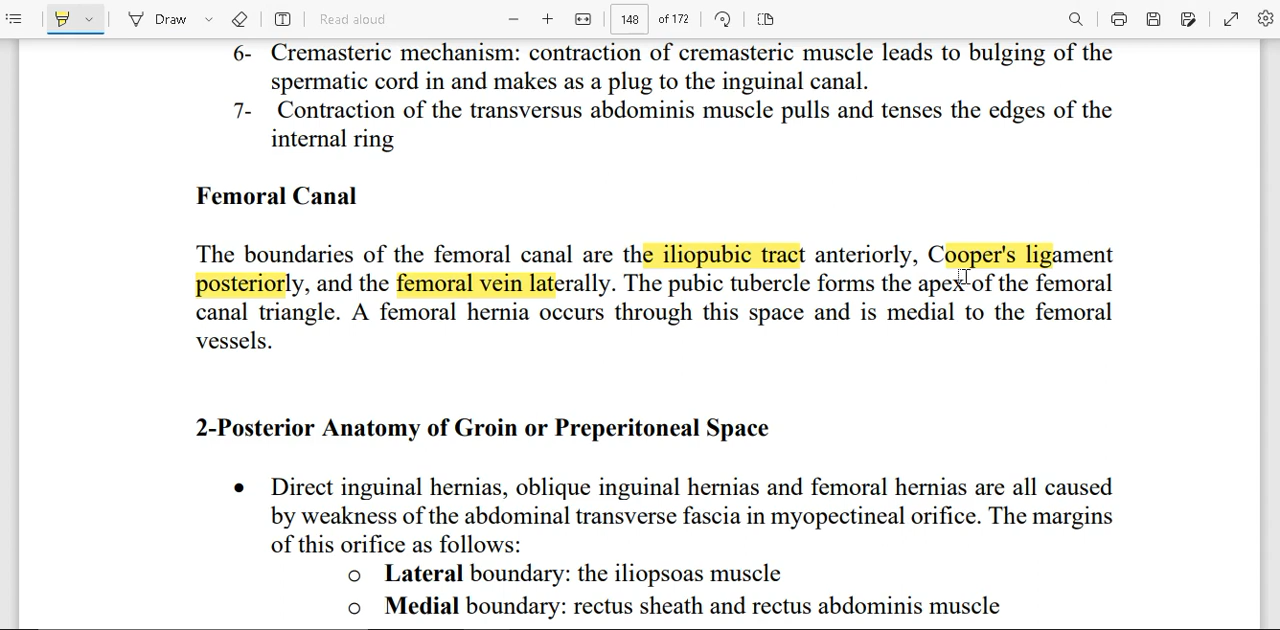 Draw
Read aloud
148 of 172
6- Cremasteric mechanism: contraction of cremasteric muscle leads to bulging of the
spermatic cord in and makes as a plug to the inguinal canal.
7- Contraction of the transversus abdominis muscle pulls and tenses the edges of the
internal ring
Femoral Canal
The boundaries of the femoral canal are the iliopubic tract anteriorly, Cooper's ligament
posteriorly, and the femoral vein laterally. The pubic tubercle forms the apex of the femoral
canal triangle. A femoral hernia occurs through this space and is medial to the femoral
vessels.
2-Posterior Anatomy of Groin or Preperitoneal Space
● Direct inguinal hernias, oblique inguinal hernias and femoral hernias are all caused
by weakness of the abdominal transverse fascia in myopectineal orifice. The margins
of this orifice as follows:
○ Lateral boundary: the iliopsoas muscle
○ Medial boundary: rectus sheath and rectus abdominis muscle